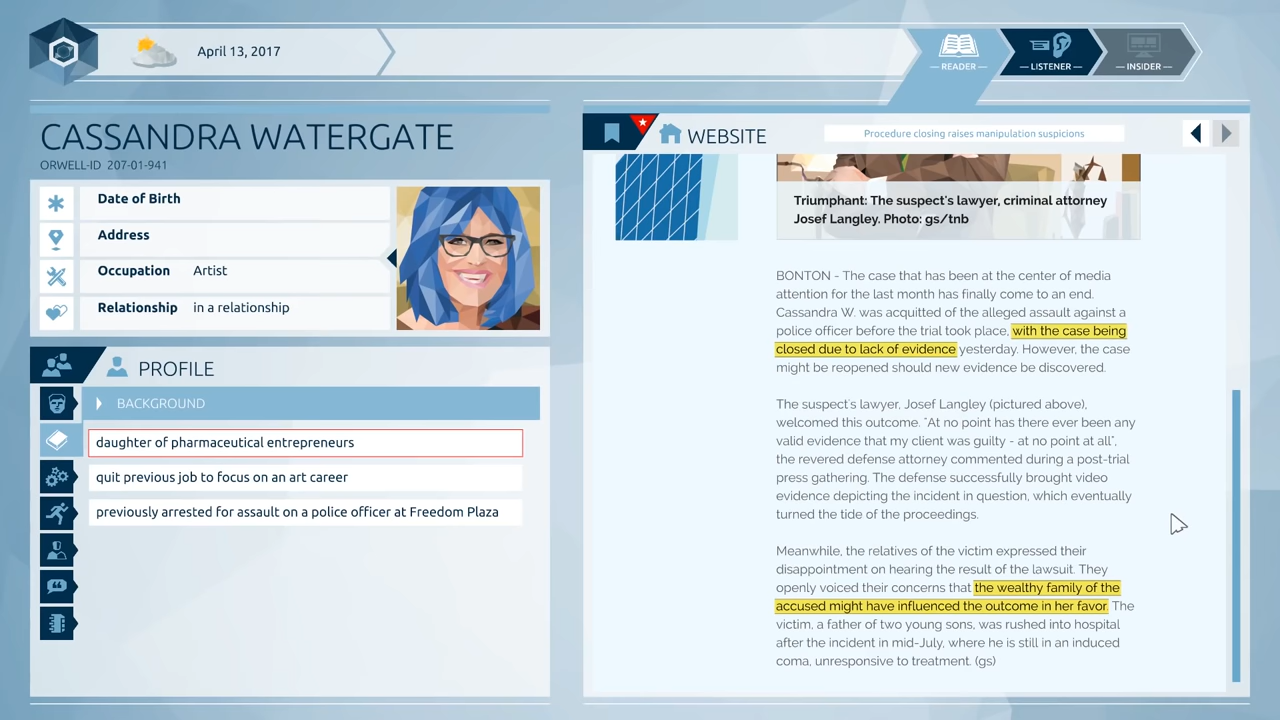 April 13, 2017
— READER —
— LISTENER —
— INSIDER —
CASSANDRA WATERGATE
ORWELL-ID 207-01-941
Date of Birth
Address
Occupation Artist
Relationship in a relationship
PROFILE
BACKGROUND
daughter of pharmaceutical entrepreneurs
quit previous job to focus on an art career
previously arrested for assault on a police officer at Freedom Plaza
WEBSITE
Procedure closing raises manipulation suspicions
Triumphant: The suspect's lawyer, criminal attorney
Josef Langley. Photo: gs/tnb
BONTON - The case that has been at the center of media
attention for the last month has finally come to an end.
Cassandra W. was acquitted of the alleged assault against a
police officer before the trial took place, with the case being
closed due to lack of evidence yesterday. However, the case
might be reopened should new evidence be discovered.
The suspect's lawyer, Josef Langley (pictured above),
welcomed this outcome. "At no point has there ever been any
valid evidence that my client was guilty - at no point at all",
the revered defense attorney commented during a post-trial
press gathering. The defense successfully brought video
evidence depicting the incident in question, which eventually
turned the tide of the proceedings.
Meanwhile, the relatives of the victim expressed their
disappointment on hearing the result of the lawsuit. They
openly voiced their concerns that the wealthy family of the
accused might have influenced the outcome in her favor. The
victim, a father of two young sons, was rushed into hospital
after the incident in mid-July, where he is still in an induced
coma, unresponsive to treatment. (gs)